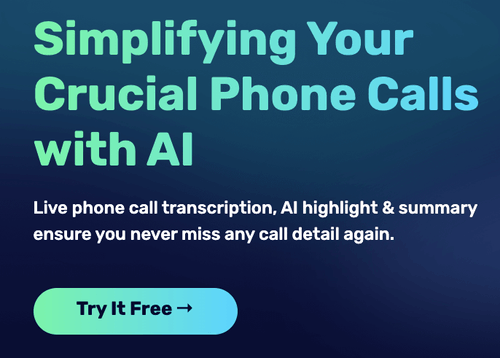 Simplifying Your
Crucial Phone Calls
with AI
Live phone call transcription, AI highlight & summary
ensure you never miss any call detail again.
Try It Free →